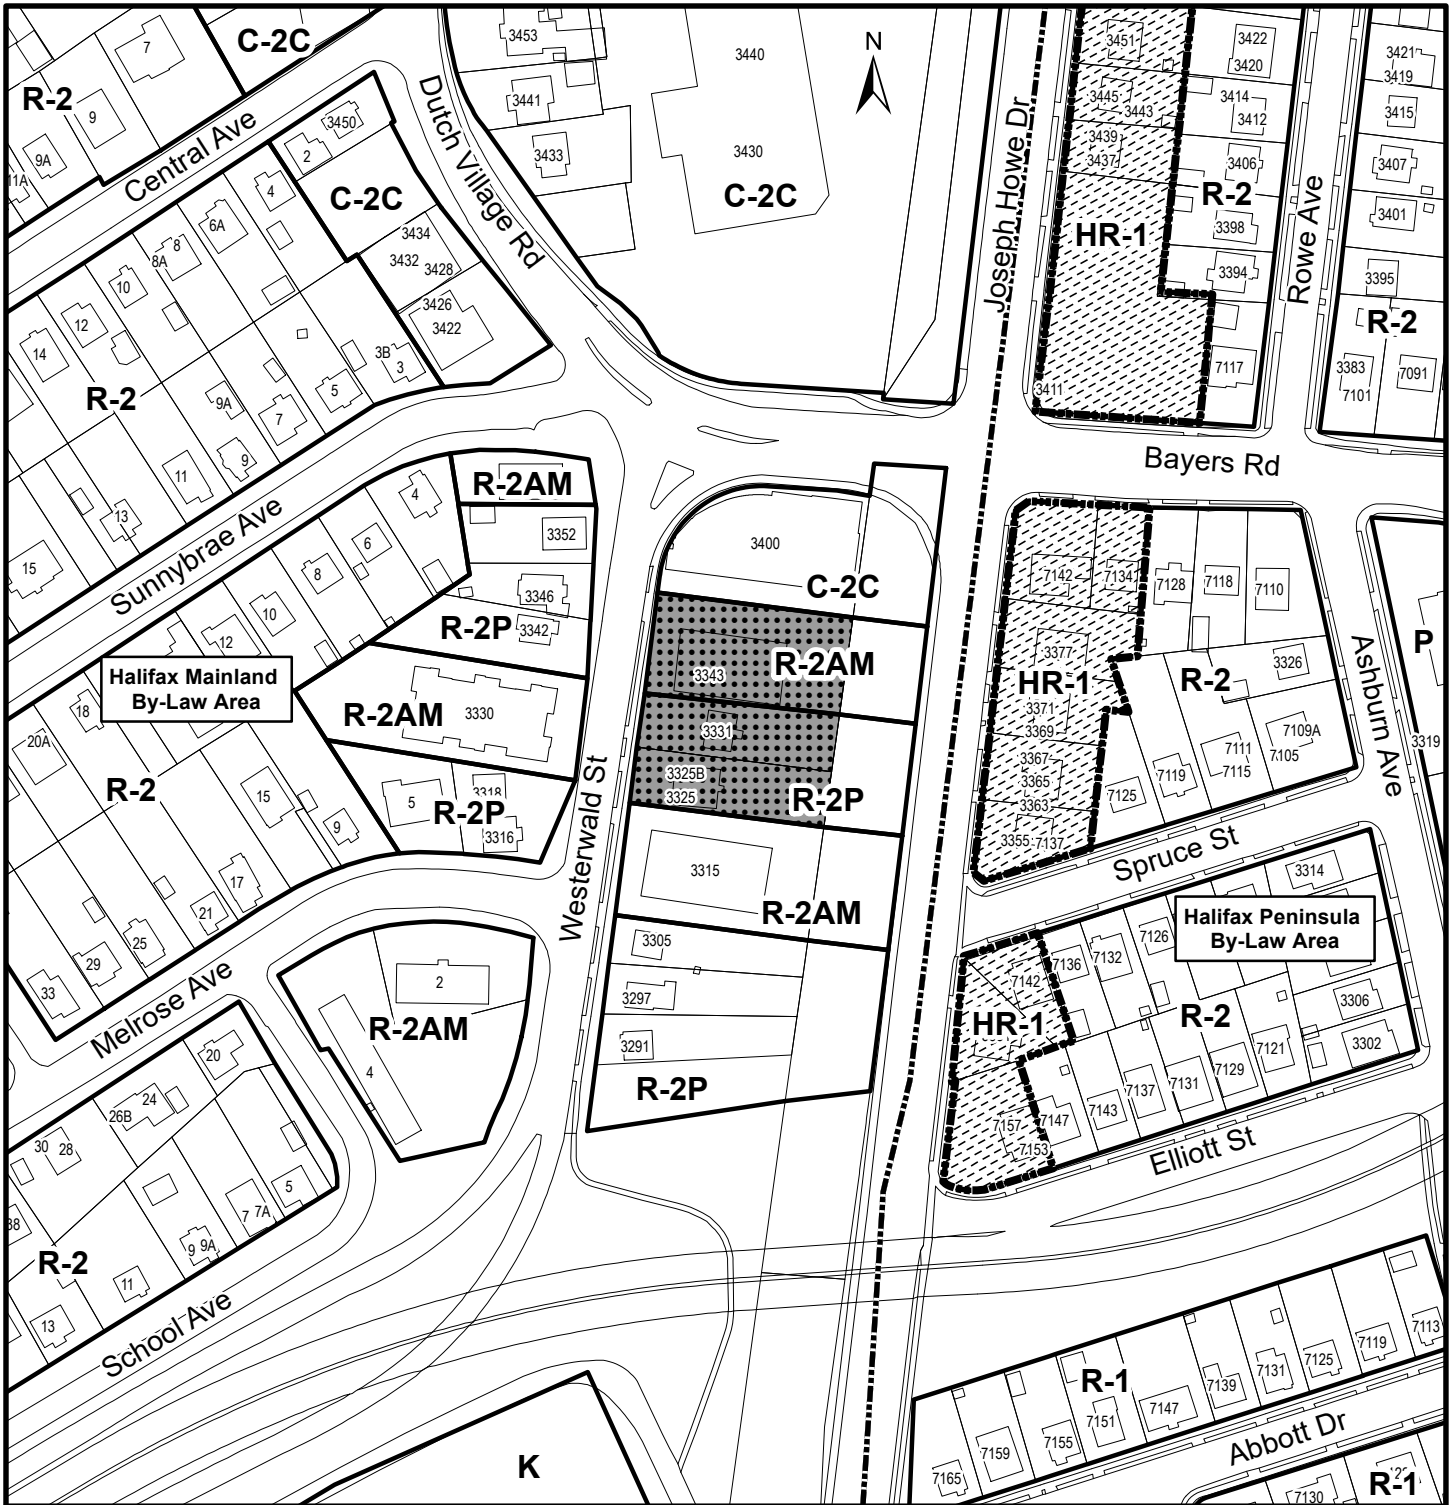 C-2C
3453
3440
N
3451
3422
3420
3421
3419
7
R-2
9
Dutch Village Rd
3441
3445
3443
3414
3412
3415
3450
Central Ave
9A
11A
2
3433
3430
C-2C
Joseph Howe Dr
3439
3437
3406
3407
4
C-2C
R-2
Rowe Ave
6A
3434
3432
3428
HR-1
3398
3401
8
8A
10
3394
3395
12
3426
3422
R-2
14
3B
3
7117
3383
7101
7091
R-2
5
9A
7
3411
9
11
Bayers Rd
R-2AM
4
13
Sunnybrae Ave
3352
3400
6
15
8
C-2C
7142
7134
7128
7118
7110
3346
10
R-2P
3342
12
R-2AM
3377
R-2
3326
Ashburn Ave
P
Halifax Mainland
By-Law Area
3343
HR-1
18
R-2AM
3330
3371
3369
3331
7109A
7105
20A
7111
7115
3319
3367
3365
3363
7119
7125
R-2
3325B
3325
R-2P
5
R-2P
3318
3316
15
9
Westerwald St
3355
7137
Spruce St
3315
3314
17
R-2AM
Halifax Peninsula
By-Law Area
21
25
3305
7126
7132
7136
29
33
Melrose Ave
2
3297
7142
3306
R-2AM
HR-1
R-2
3302
20
3291
7121
4
R-2P
7129
7131
7137
24
26B
7143
7147
7157
7153
30
28
Elliott St
5
7
7A
38
9
9A
R-2
11
13
School Ave
7113
7119
7125
7131
R-1
7139
7147
7151
7155
7159
7165
Abbott Dr
K
R-1
7130